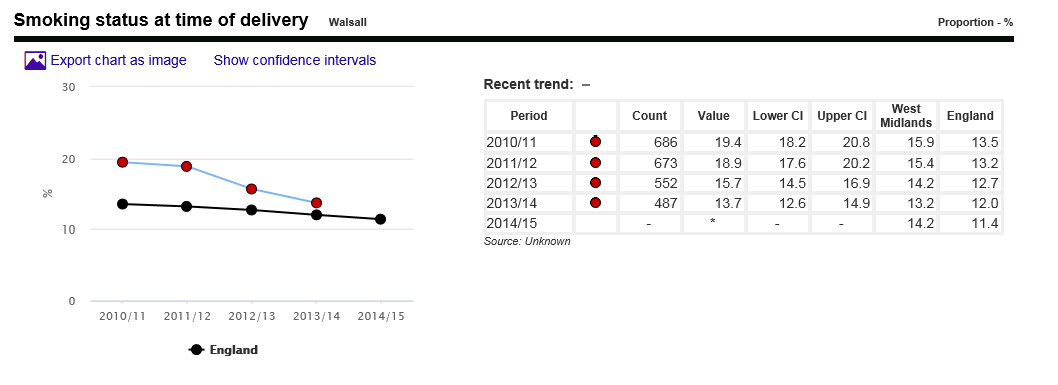 Smoking status at time of delivery Walsall Proportion - %
Export chart as image Show confidence intervals
30
20
%
10
0
2010/11 2011/12 2012/13 2013/14 2014/15
England
Recent trend: –
Period Count Value Lower CI Upper CI West Midlands England
2010/11 686 19.4 18.2 20.8 15.9 13.5
2011/12 673 18.9 17.6 20.2 15.4 13.2
2012/13 552 15.7 14.5 16.9 14.2 12.7
2013/14 487 13.7 12.6 14.9 13.2 12.0
2014/15 - * - - 14.2 11.4
Source: Unknown